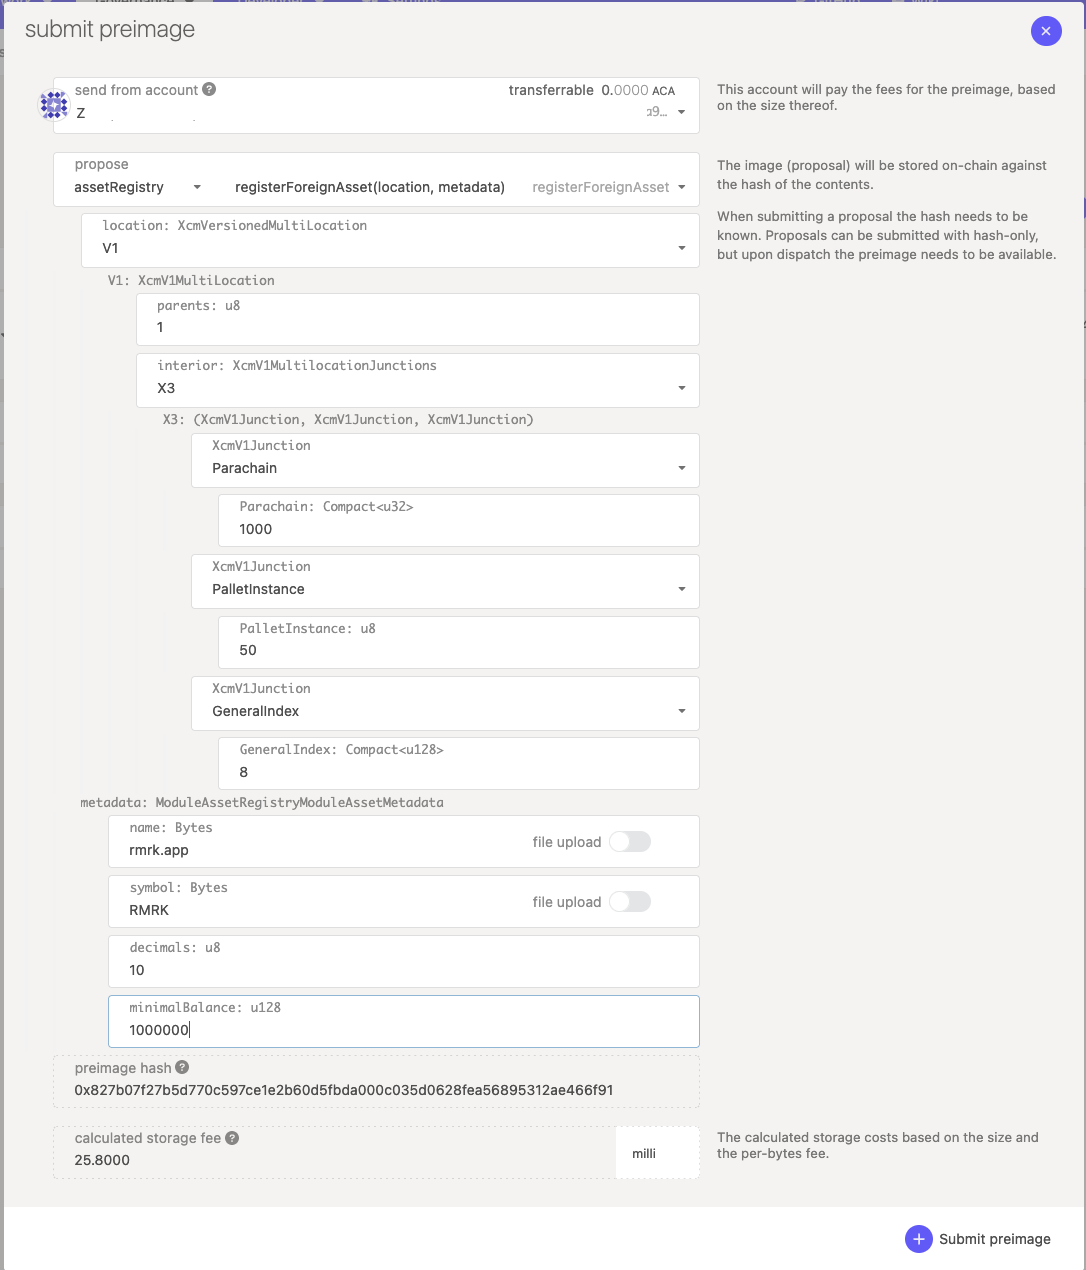 submit preimage
send from account
transferrable 0.0000 ACA
Z
a9...
This account will pay the fees for the preimage, based
on the size thereof.
propose
assetRegistry
registerForeignAsset(location, metadata)
registerForeignAsset
The image (proposal) will be stored on-chain against
the hash of the contents.
When submitting a proposal the hash needs to be
known. Proposals can be submitted with hash-only,
but upon dispatch the preimage needs to be available.
location: XcmVersionedMultiLocation
V1
V1: XcmV1MultiLocation
parents: u8
1
interior: XcmV1MultilocationJunctions
X3
X3: (XcmV1Junction, XcmV1Junction, XcmV1Junction)
XcmV1Junction
Parachain
Parachain: Compact<u32>
1000
XcmV1Junction
PalletInstance
PalletInstance: u8
50
XcmV1Junction
GeneralIndex
GeneralIndex: Compact<u128>
8
metadata: ModuleAssetRegistryModuleAssetMetadata
name: Bytes
rmrk.app
file upload
symbol: Bytes
RMRK
file upload
decimals: u8
10
minimalBalance: u128
1000000
preimage hash
0x827b07f27b5d770c597ce1e2b60d5fbda000c035d0628fea56895312ae466f91
calculated storage fee
25.8000
milli
The calculated storage costs based on the size and
the per-bytes fee.
Submit preimage